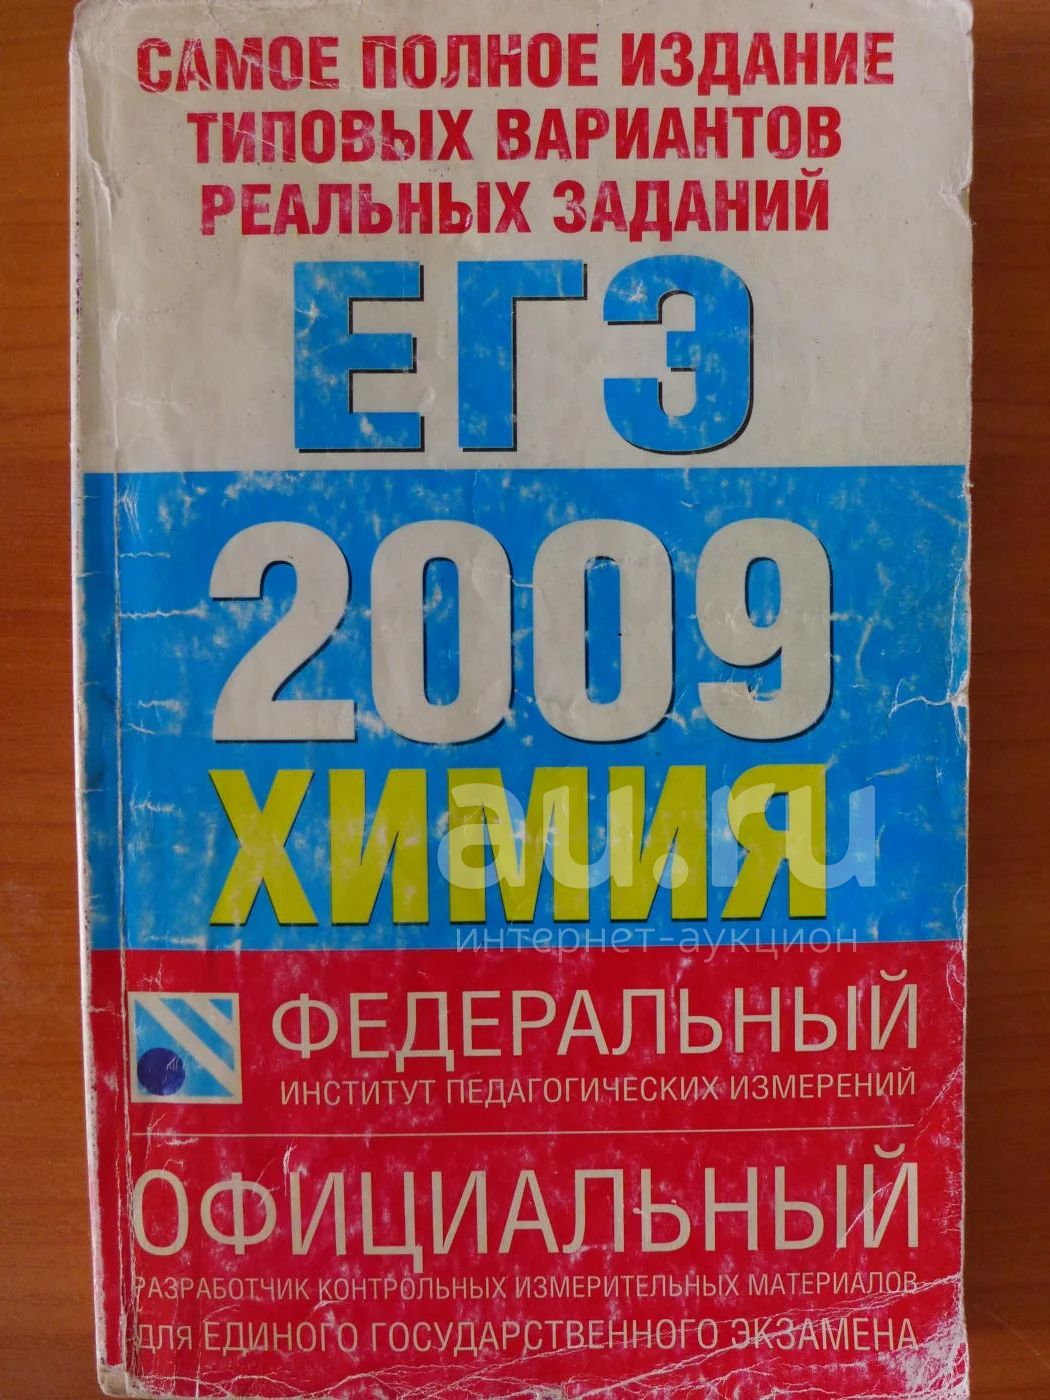 САМОЕ ПОЛНОЕ ИЗДАНИЕ
ТИПОВЫХ ВАРИАНТОВ
РЕАЛЬНЫХ ЗАДАНИЙ
ЕГЭ
2009
ХИМИЯ
au.ru
интернет-аукцион
ФЕДЕРАЛЬНЫЙ
ИНСТИТУТ ПЕДАГОГИЧЕСКИХ ИЗМЕРЕНИЙ
ОФИЦИАЛЬНЫЙ
РАЗРАБОТЧИК КОНТРОЛЬНЫХ ИЗМЕРИТЕЛЬНЫХ МАТЕРИАЛОВ
ДЛЯ ЕДИНОГО ГОСУДАРСТВЕННОГО ЭКЗАМЕНА